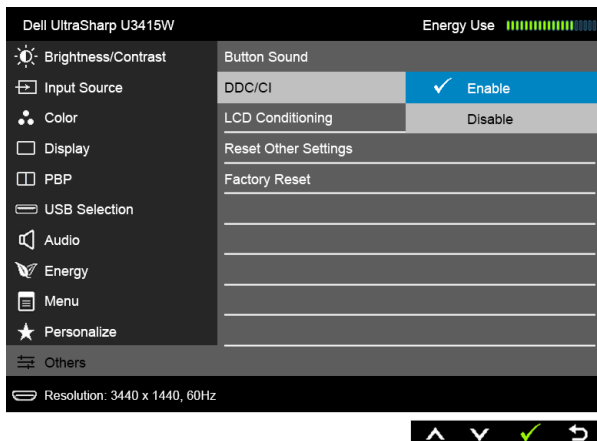 Dell UltraSharp U3415W Energy Use
Brightness/Contrast Button Sound
Input Source DDC/CI Enable
Color LCD Conditioning Disable
Display Reset Other Settings
PBP Factory Reset
USB Selection
Audio
Energy
Menu
Personalize
Others
Resolution: 3440 x 1440, 60Hz